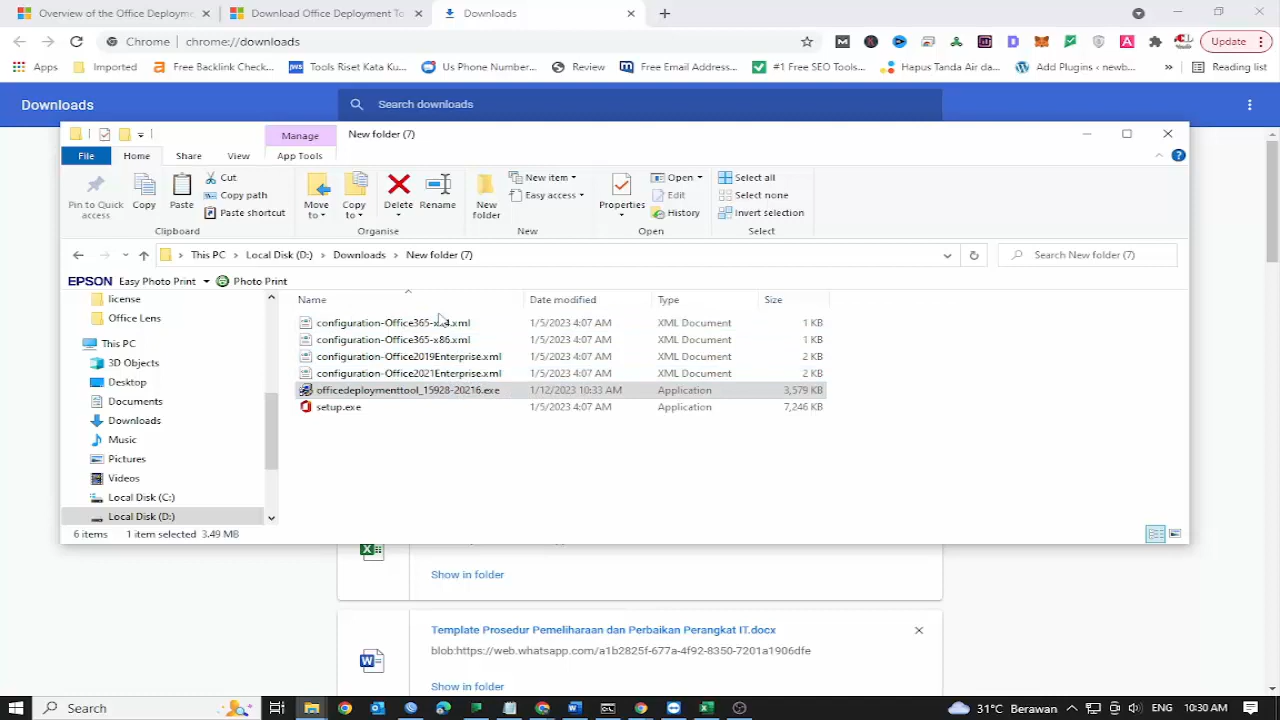 Overview of the Office Deployme
Download Office Deployment To
Downloads
Chrome | chrome://downloads
Update
Apps
Imported
Free Backlink Check...
Tools Riset Kata Ku...
Us Phone Number...
Review
Free Email Address...
#1 Free SEO Tools...
Hapus Tanda Air da...
Add Plugins ‹ newb...
»
Reading list
Downloads
Search downloads
Manage
New folder (7)
File
Home
Share
View
App Tools
Pin to Quick access
Copy
Paste
Cut
Copy path
Paste shortcut
Clipboard
Move to
Copy to
Delete
Rename
Organise
New folder
New item
Easy access
New
Properties
Open
Edit
History
Open
Select all
Select none
Invert selection
Select
This PC › Local Disk (D:) › Downloads › New folder (7)
Search New folder (7)
EPSON Easy Photo Print
Photo Print
license
Office Lens
This PC
3D Objects
Desktop
Documents
Downloads
Music
Pictures
Videos
Local Disk (C:)
Local Disk (D:)
Name Date modified Type Size
configuration-Office365-x64.xml 1/5/2023 4:07 AM XML Document 1 KB
configuration-Office365-x86.xml 1/5/2023 4:07 AM XML Document 1 KB
configuration-Office2019Enterprise.xml 1/5/2023 4:07 AM XML Document 2 KB
configuration-Office2021Enterprise.xml 1/5/2023 4:07 AM XML Document 2 KB
officedeploymenttool_15928-20216.exe 1/12/2023 10:33 AM Application 3,579 KB
setup.exe 1/5/2023 4:07 AM Application 7,246 KB
6 items 1 item selected 3.49 MB
Show in folder
Template Prosedur Pemeliharaan dan Perbaikan Perangkat IT.docx
blob:https://web.whatsapp.com/a1b2825f-677a-4f92-8350-7201a1906dfe
Show in folder
Search
31°C Berawan
ENG
10:30 AM